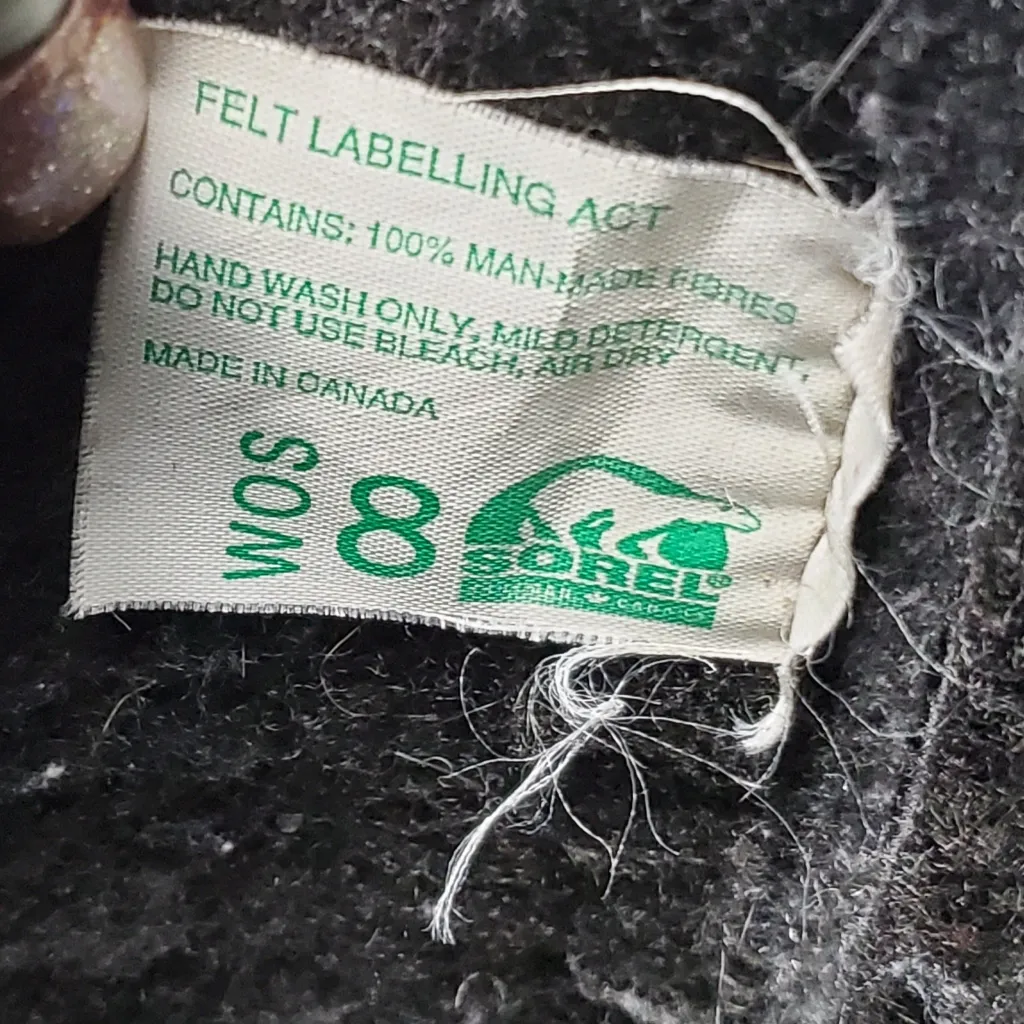 FELT LABELLING ACT
CONTAINS: 100% MAN-MADE FIBRES
HAND WASH ONLY, MILD DETERGENT,
DO NOT USE BLEACH, AIR DRY
MADE IN CANADA
WOS
8
SOREL®